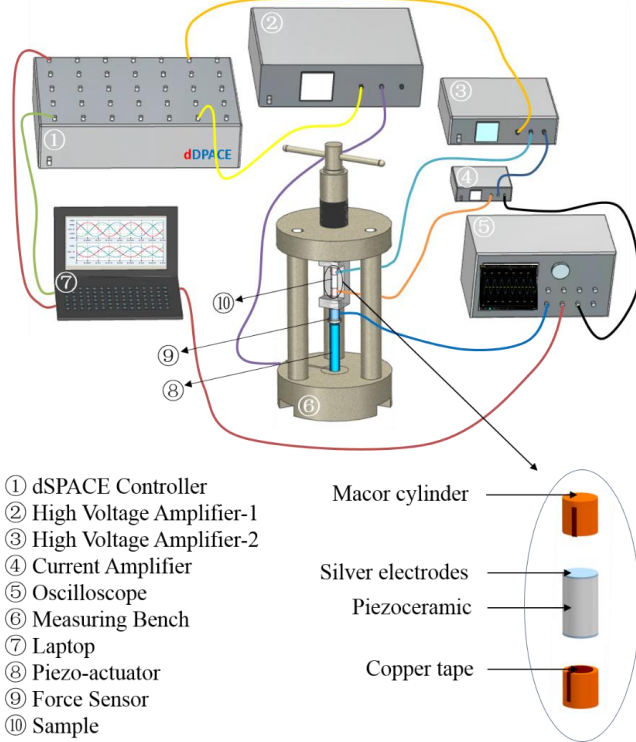 ②
③
①
dDPACE
④
⑤
⑦
⑩
⑨
⑧
⑥
① dSPACE Controller
② High Voltage Amplifier-1
③ High Voltage Amplifier-2
④ Current Amplifier
⑤ Oscilloscope
⑥ Measuring Bench
⑦ Laptop
⑧ Piezo-actuator
⑨ Force Sensor
⑩ Sample
Macor cylinder
Silver electrodes
Piezoceramic
Copper tape